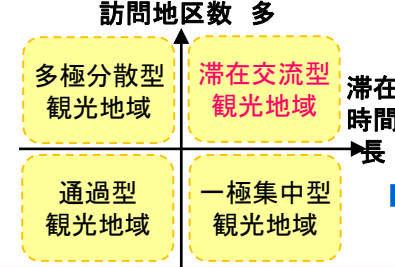 訪問地区数 多
多極分散型
観光地域
滞在交流型
観光地域
滞在
時間
長
通過型
観光地域
一極集中型
観光地域